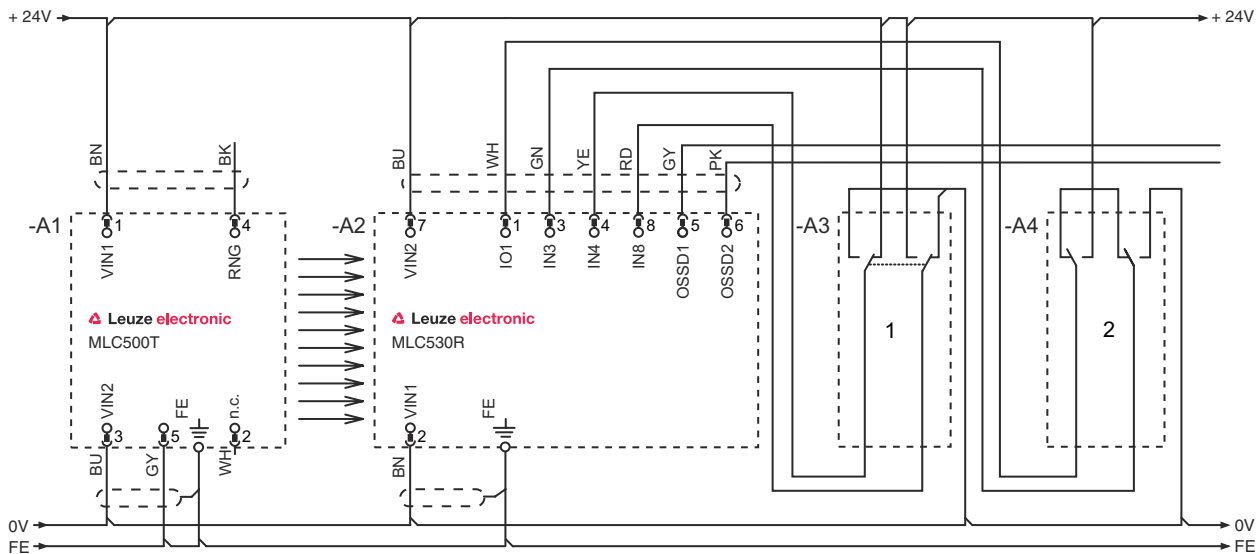 + 24V
+ 24V
BN
BK
BU
WH
GN
YE
RD
GY
PK
-A1
1
4
-A2
7
1
3
4
8
5
6
-A3
-A4
VIN1
RNG
VIN2
IO1
IN3
IN4
IN8
OSSD1
OSSD2
Leuze electronic
MLC500T
Leuze electronic
MLC530R
1
2
VIN2
FE
n.c.
VIN1
FE
3
5
2
2
BU
GY
WH
BN
0V
0V
FE
FE